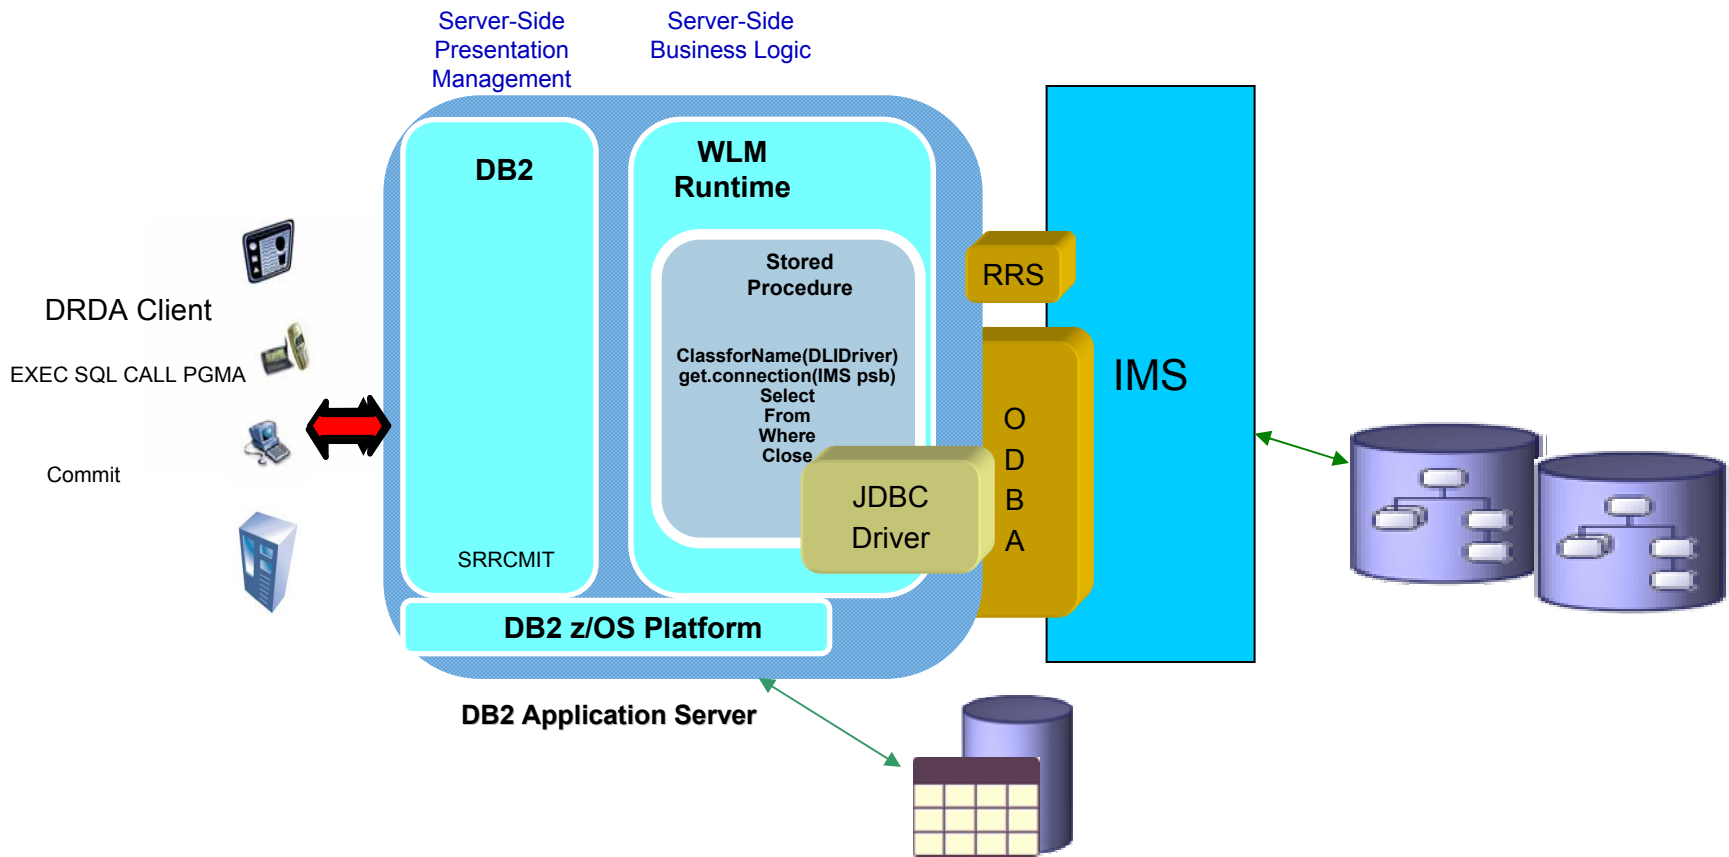 Server-Side
Presentation
Management
Server-Side
Business Logic
DB2
WLM
Runtime
Stored
Procedure
ClassforName(DLIDriver)
get.connection(IMS psb)
Select
From
Where
Close
JDBC
Driver
RRS
O
D
B
A
IMS
DRDA Client
EXEC SQL CALL PGMA
Commit
SRRCMIT
DB2 z/OS Platform
DB2 Application Server